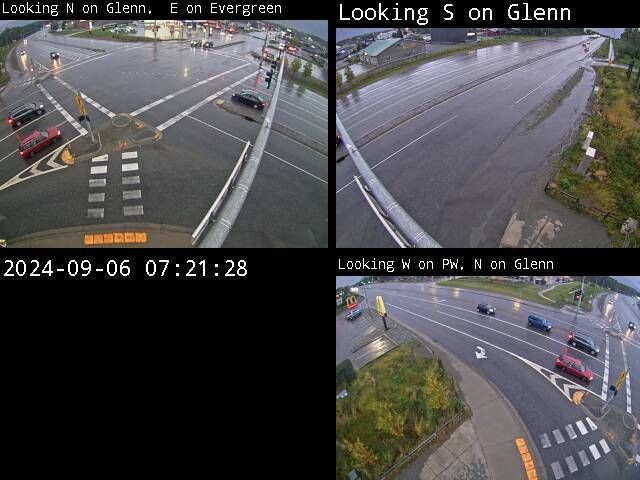 Looking N on Glenn,  E on Evergreen
Looking S on Glenn
2024-09-06 07:21:28
Looking W on PW, N on Glenn